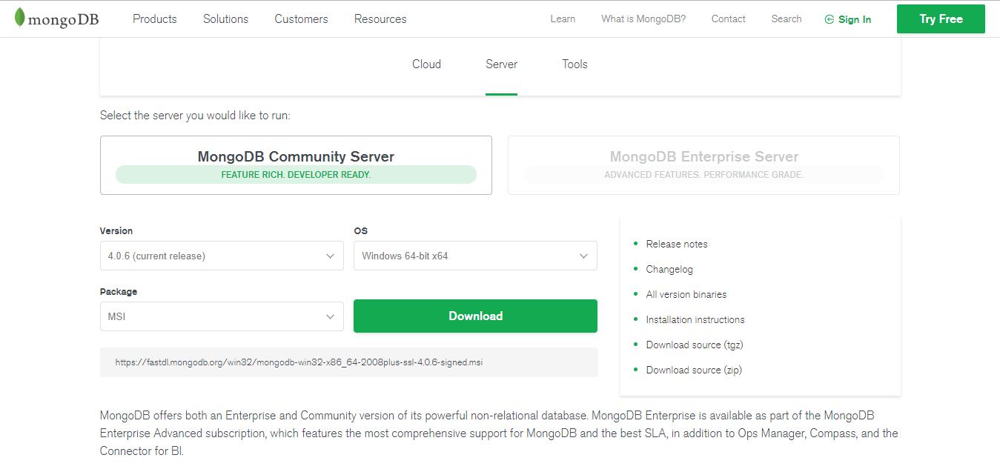 mongoDB Products Solutions Customers Resources Learn What is MongoDB? Contact Search Sign In Try Free
Cloud Server Tools
Select the server you would like to run:
MongoDB Community Server
FEATURE RICH. DEVELOPER READY.
MongoDB Enterprise Server
ADVANCED FEATURES. PERFORMANCE GRADE.
Version
4.0.6 (current release)
OS
Windows 64-bit x64
Package
MSI
Download
https://fastdl.mongodb.org/win32/mongodb-win32-x86_64-2008plus-ssl-4.0.6-signed.msi
Release notes
Changelog
All version binaries
Installation instructions
Download source (tgz)
Download source (zip)
MongoDB offers both an Enterprise and Community version of its powerful non-relational database. MongoDB Enterprise is available as part of the MongoDB
Enterprise Advanced subscription, which features the most comprehensive support for MongoDB and the best SLA, in addition to Ops Manager, Compass, and the
Connector for BI.